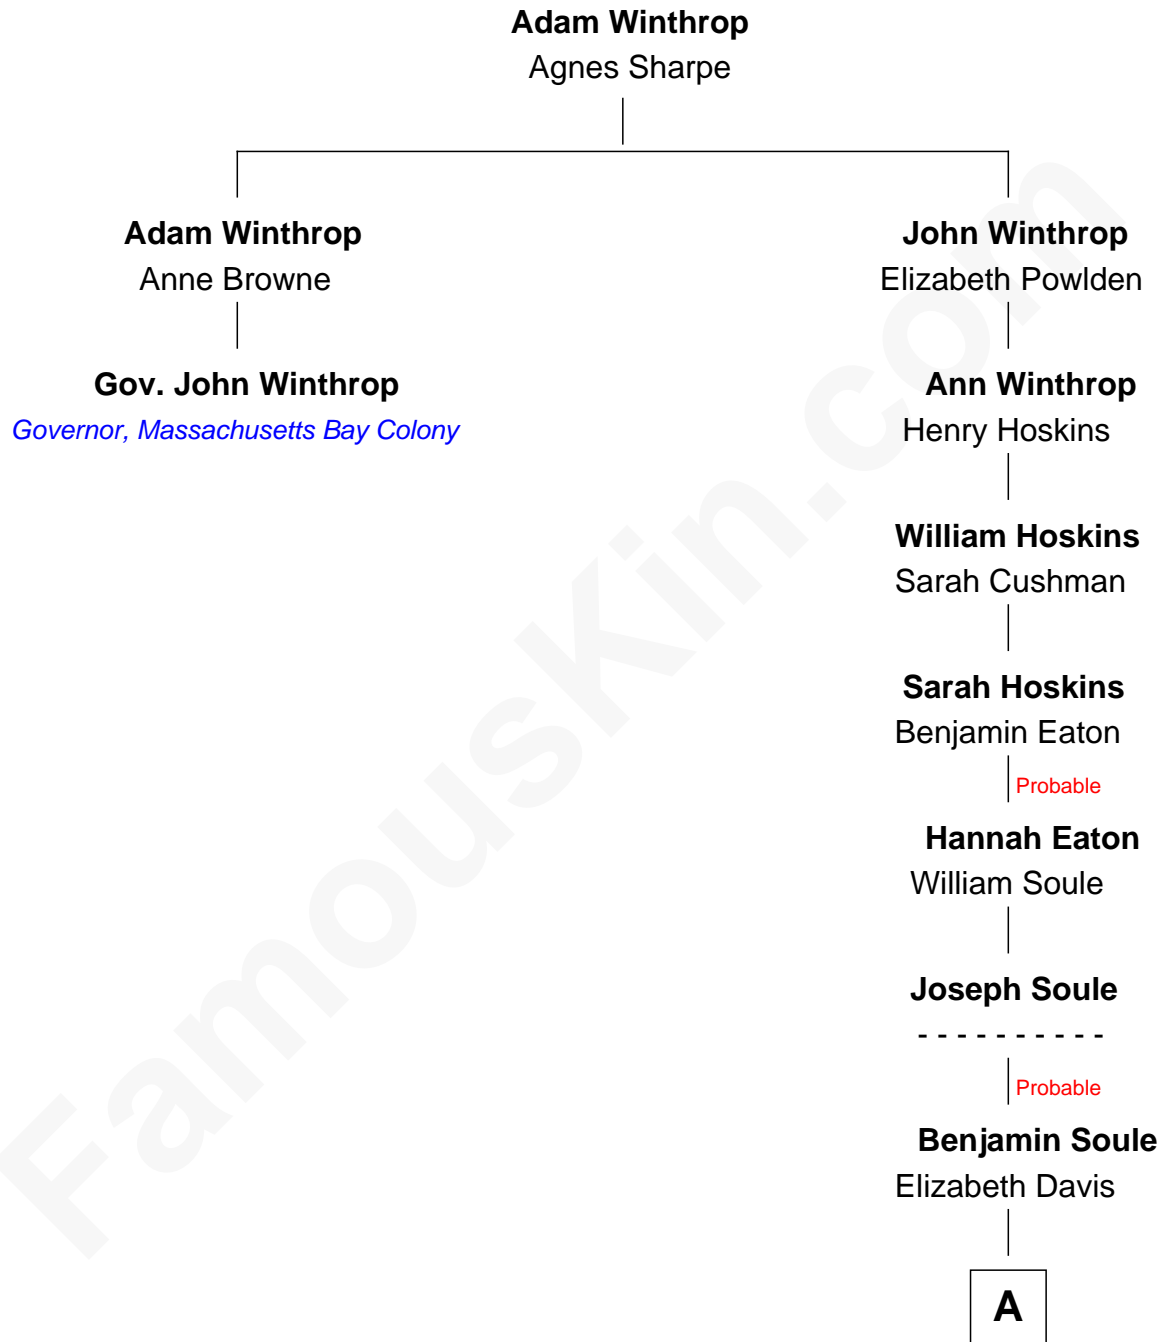 Adam Winthrop
Agnes Sharpe
Adam Winthrop
Anne Browne
John Winthrop
Elizabeth Powlden
Gov. John Winthrop
Governor, Massachusetts Bay Colony
Ann Winthrop
Henry Hoskins
William Hoskins
Sarah Cushman
Sarah Hoskins
Benjamin Eaton
Probable
Hannah Eaton
William Soule
Joseph Soule
- - - - - - - - - -
Probable
Benjamin Soule
Elizabeth Davis
A
FamousKin.com